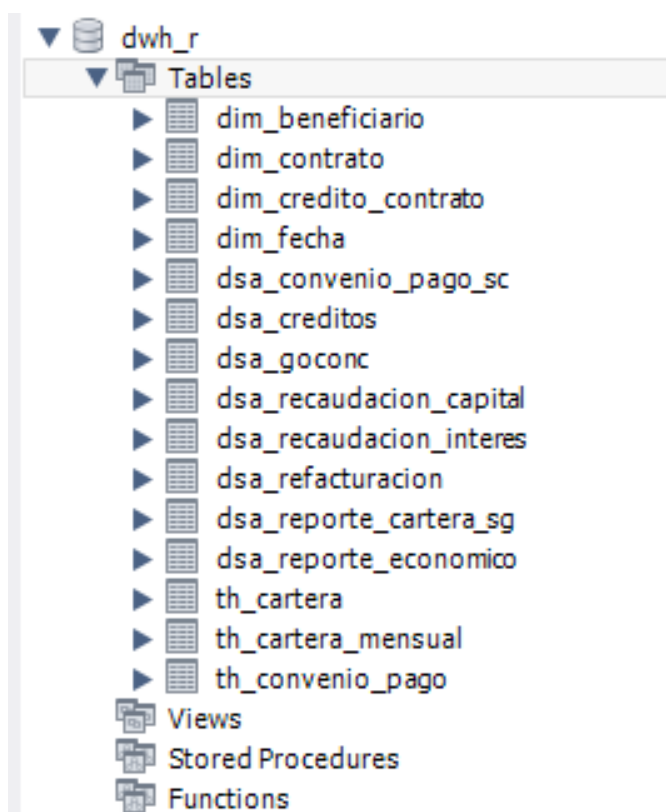 dwh_r
Tables
dim_beneficiario
dim_contrato
dim_credito_contrato
dim_fecha
dsa_convenio_pago_sc
dsa_creditos
dsa_goconc
dsa_recaudacion_capital
dsa_recaudacion_interes
dsa_refacturacion
dsa_reporte_cartera_sg
dsa_reporte_economico
th_cartera
th_cartera_mensual
th_convenio_pago
Views
Stored Procedures
Functions